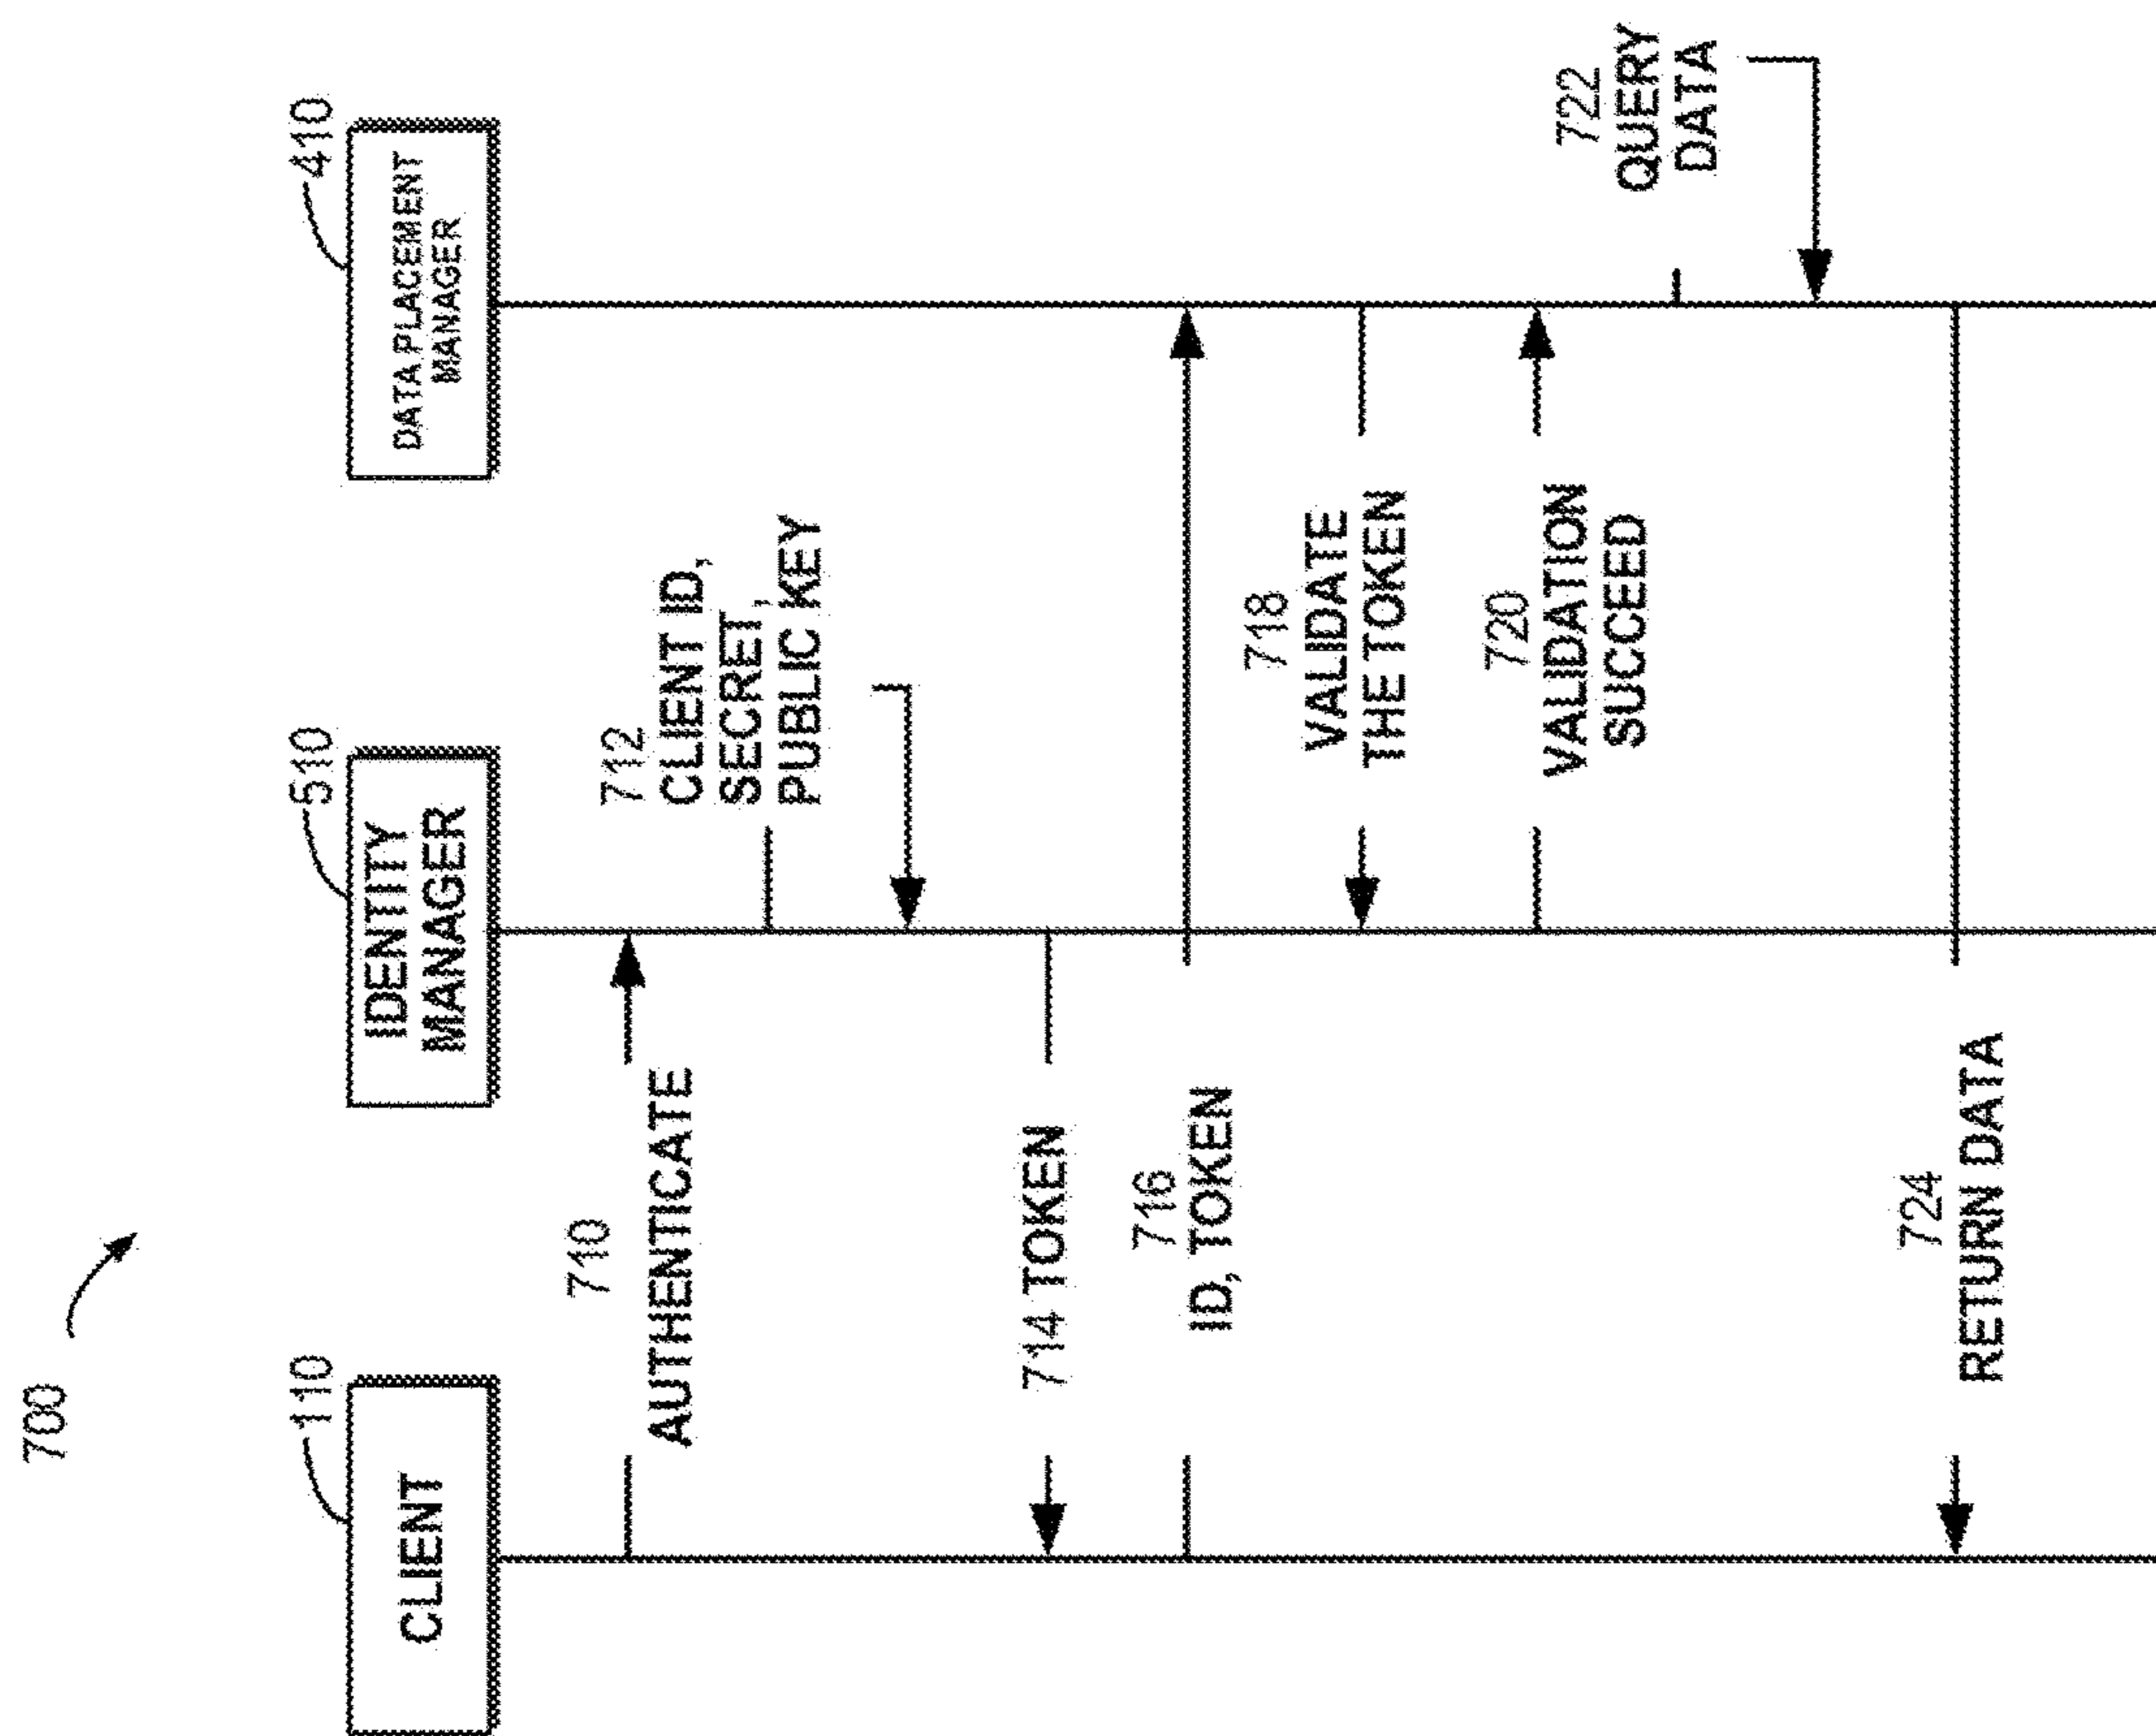 700
110
CLIENT
510
IDENTITY
MANAGER
410
DATA PLACEMENT
MANAGER
710
AUTHENTICATE
712
CLIENT ID,
SECRET,
PUBLIC KEY
714 TOKEN
716
ID, TOKEN
718
VALIDATE
THE TOKEN
720
VALIDATION
SUCCEED
722
QUERY
DATA
724
RETURN DATA